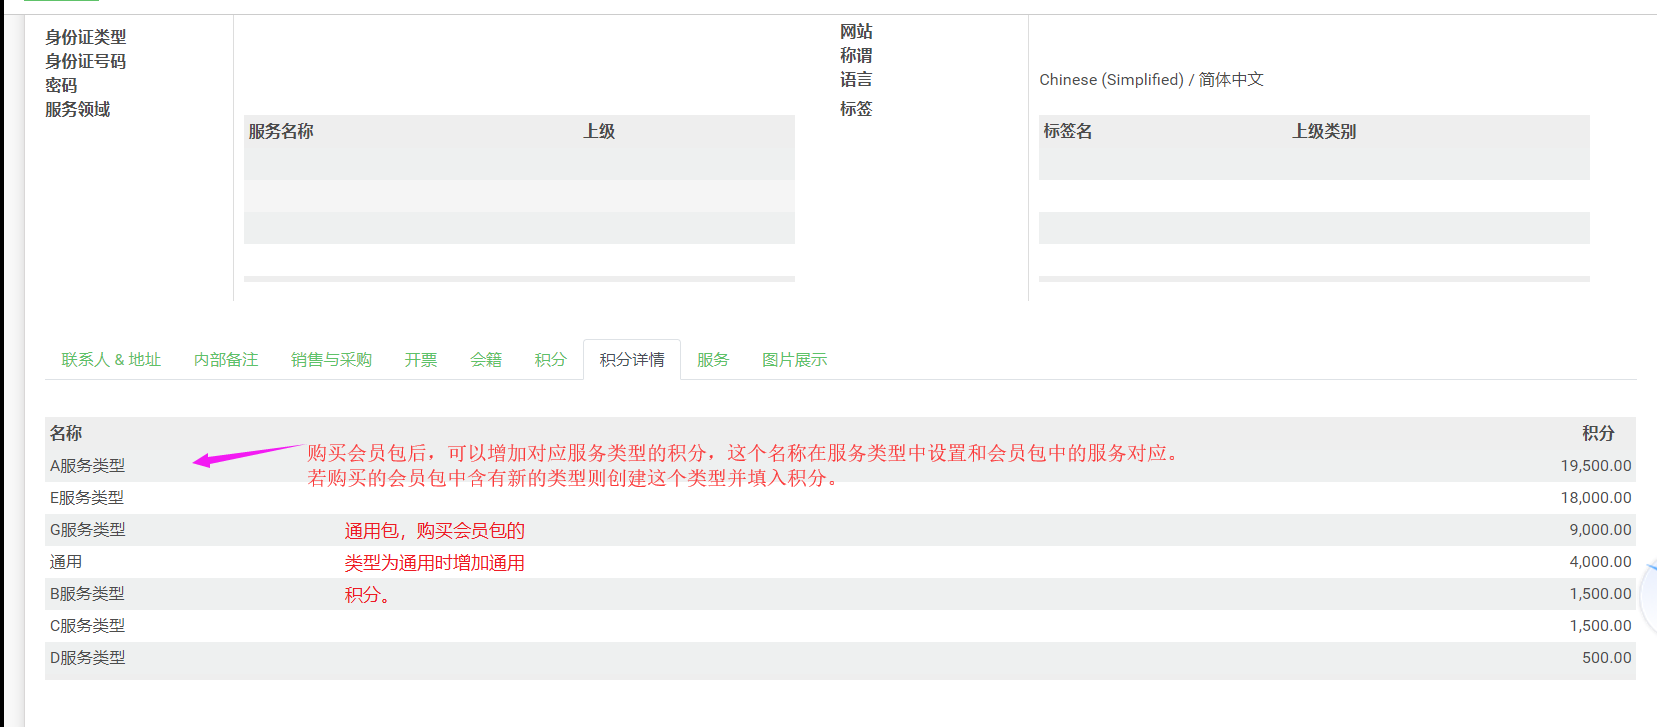 身份证类型
身份证号码
密码
服务领域
服务名称 上级
网站
称谓
语言 Chinese (Simplified) / 简体中文
标签
标签名 上级类别
联系人 & 地址 内部备注 销售与采购 开票 会籍 积分 积分详情 服务 图片展示
名称 积分
购买会员包后，可以增加对应服务类型的积分，这个名称在服务类型中设置和会员包中的服务对应。
A服务类型 19,500.00
若购买的会员包中含有新的类型则创建这个类型并填入积分。
E服务类型 18,000.00
G服务类型 通用包，购买会员包的 9,000.00
通用 类型为通用时增加通用 4,000.00
B服务类型 积分。 1,500.00
C服务类型 1,500.00
D服务类型 500.00